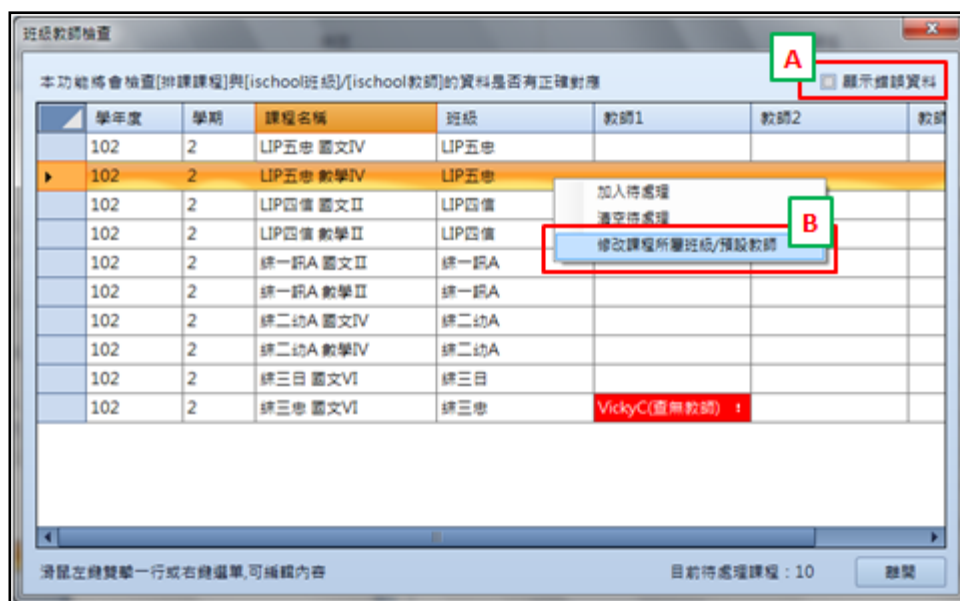 班級教師檢查
本功能將會檢查[排課課程]與[ischool班級]/[ischool教師]的資料是否有正確對應
A
顯示錯誤資料
學年度 學期 課程名稱 班級 教師1 教師2 教師
102 2 LIP五忠 國文IV LIP五忠
102 2 LIP五忠 數學IV LIP五忠
102 2 LIP四信 國文II LIP四信
102 2 LIP四信 數學II LIP四信
102 2 綜一訊A 國文II 綜一訊A
102 2 綜一訊A 數學II 綜一訊A
102 2 綜二幼A 國文IV 綜二幼A
102 2 綜二幼A 數學IV 綜二幼A
102 2 綜三日 國文VI 綜三日
102 2 綜三忠 國文VI 綜三忠 VickyC(查無教師) !
加入待處理
清空待處理
B
修改課程所屬班級/預設教師
滑鼠左鍵雙擊一行或右鍵選單,可編輯內容
目前待處理課程：10
離開